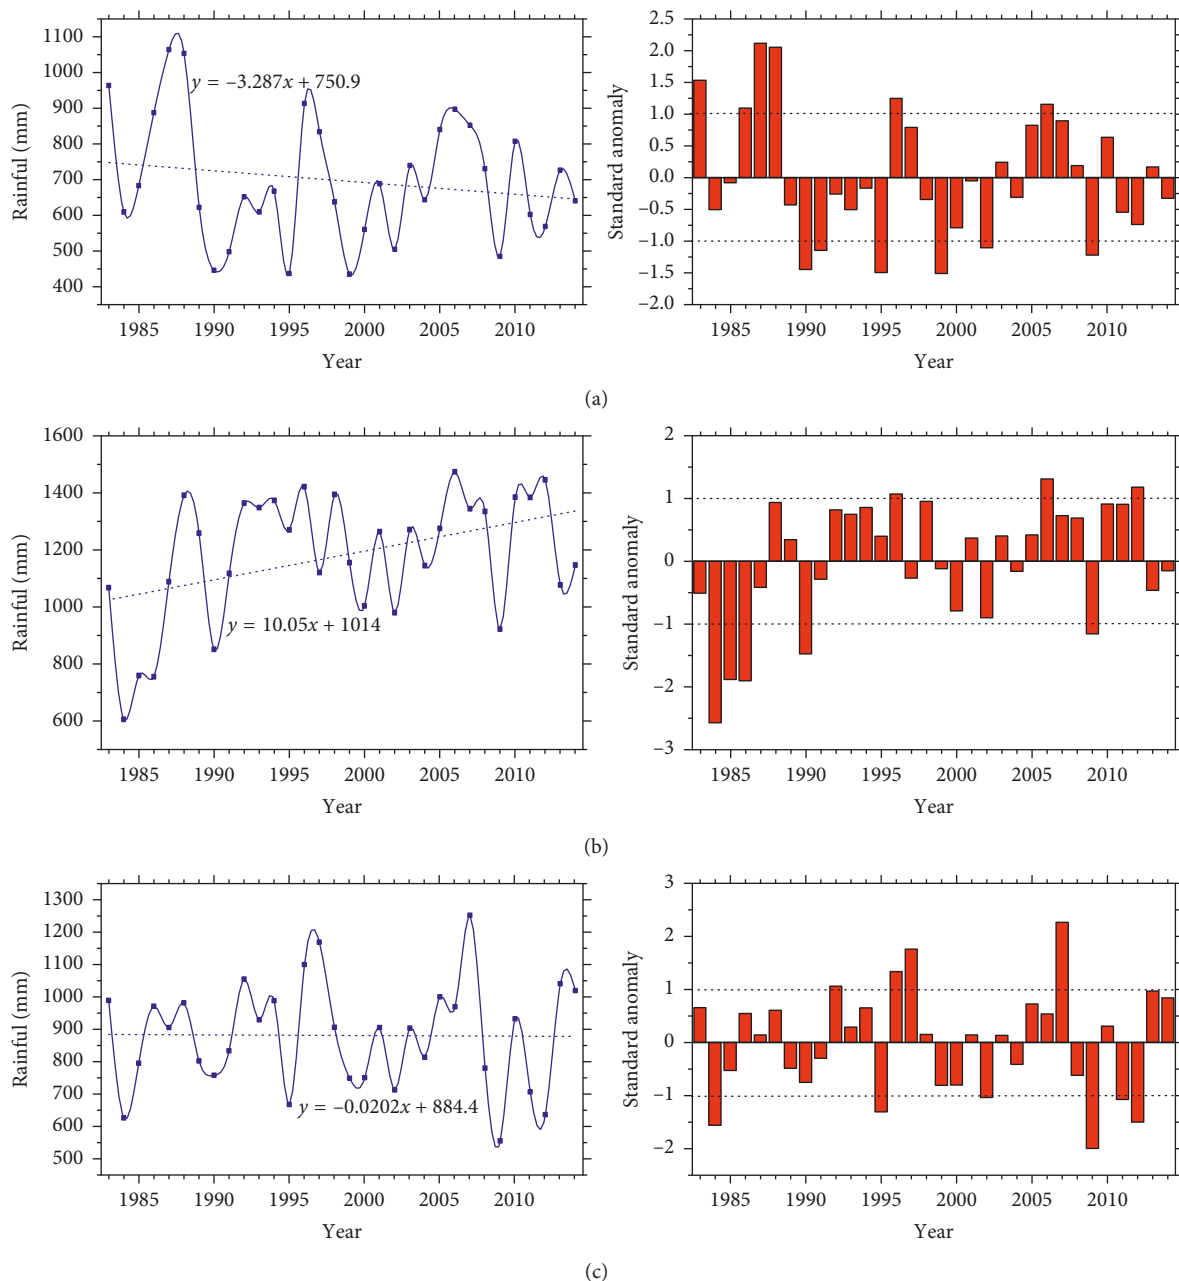 1100
1000
900
800
700
600
500
400
Rainful (mm)
y = –3.287x + 750.9
1985 1990 1995 2000 2005 2010
Year
2.5
2.0
1.5
1.0
0.5
0.0
–0.5
–1.0
–1.5
–2.0
Standard anomaly
1985 1990 1995 2000 2005 2010
Year
(a)
1600
1400
1200
1000
800
600
Rainful (mm)
y = 10.05x + 1014
1985 1990 1995 2000 2005 2010
Year
2
1
0
–1
–2
–3
Standard anomaly
1985 1990 1995 2000 2005 2010
Year
(b)
1300
1200
1100
1000
900
800
700
600
500
Rainful (mm)
y = –0.0202x + 884.4
1985 1990 1995 2000 2005 2010
Year
3
2
1
0
–1
–2
Standard anomaly
1985 1990 1995 2000 2005 2010
Year
(c)